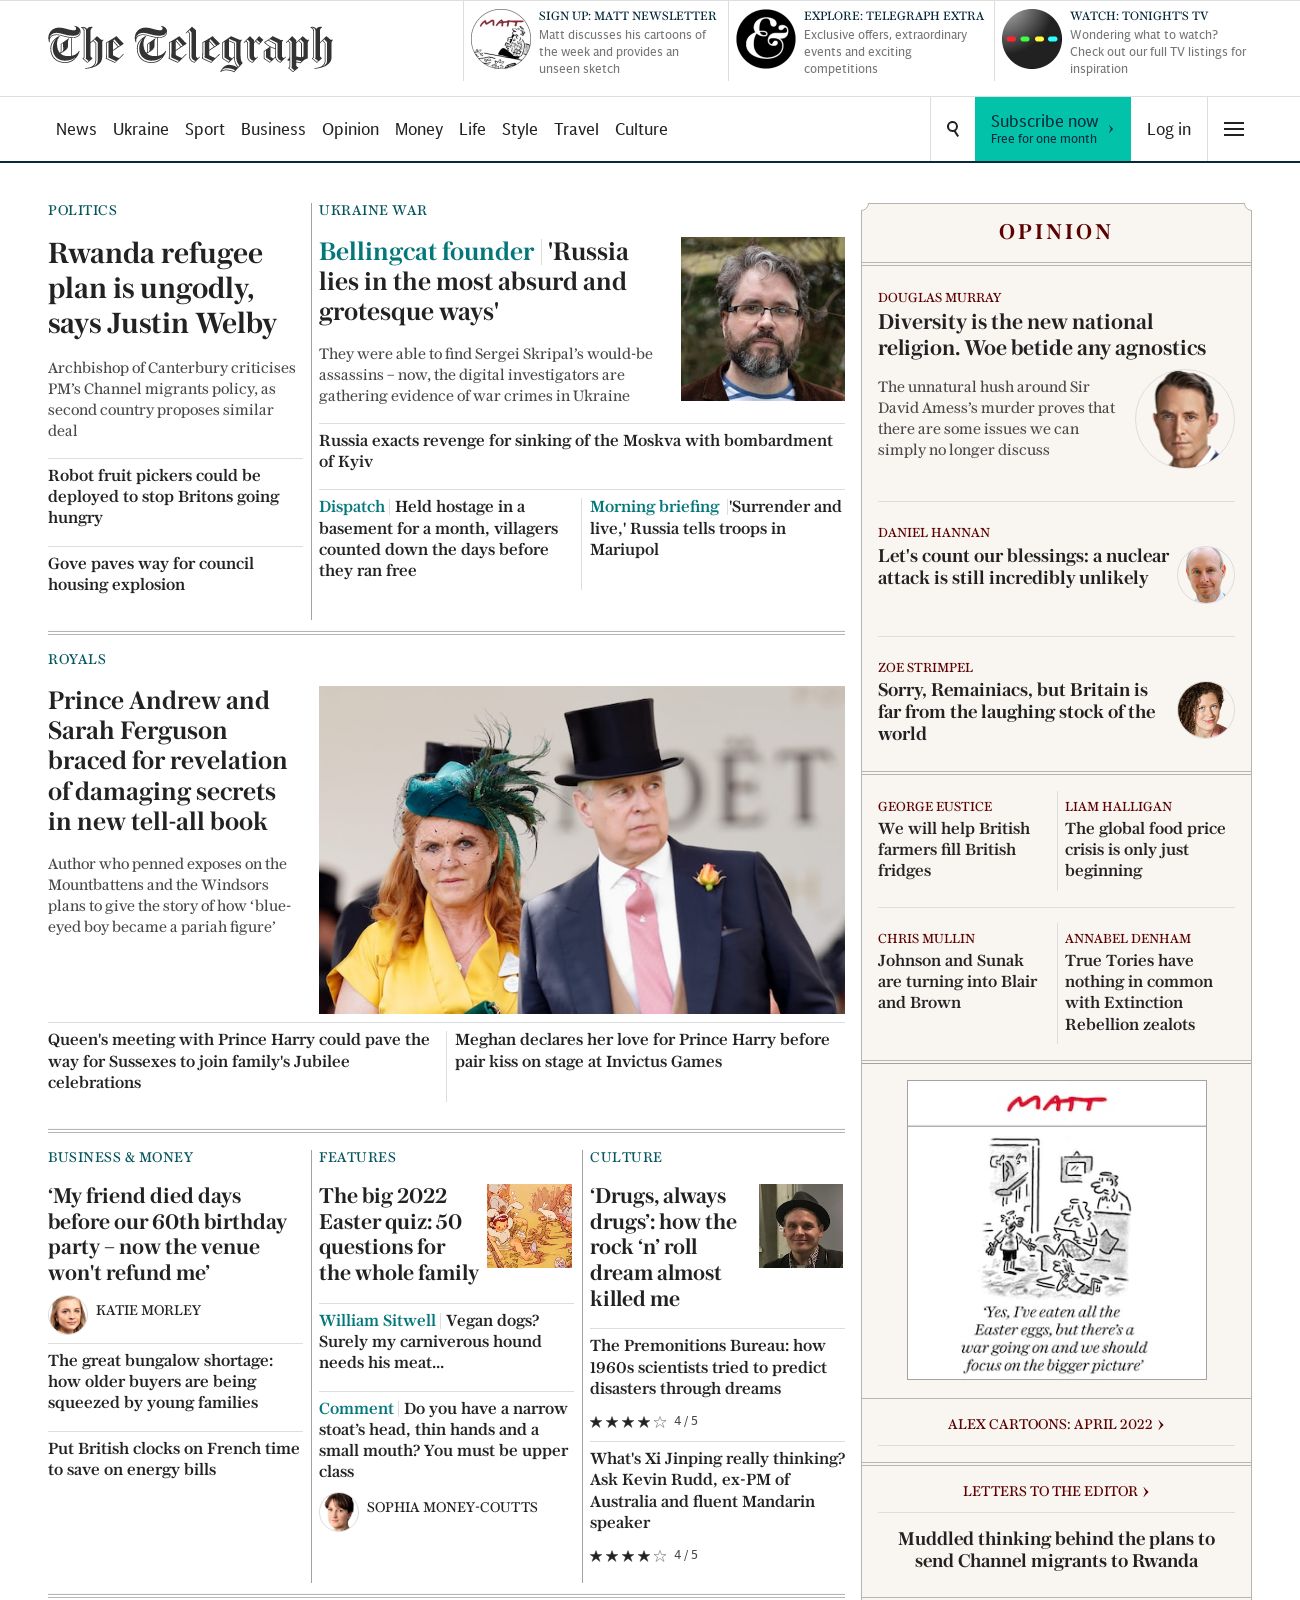 The Telegraph
SIGN UP: MATT NEWSLETTER
Matt discusses his cartoons of
the week and provides an
unseen sketch
EXPLORE: TELEGRAPH EXTRA
Exclusive offers, extraordinary
events and exciting
competitions
WATCH: TONIGHT'S TV
Wondering what to watch?
Check out our full TV listings for
inspiration
News Ukraine Sport Business Opinion Money Life Style Travel Culture
Subscribe now
Free for one month
Log in
POLITICS
Rwanda refugee
plan is ungodly,
says Justin Welby
Archbishop of Canterbury criticises
PM’s Channel migrants policy, as
second country proposes similar
deal
Robot fruit pickers could be
deployed to stop Britons going
hungry
Gove paves way for council
housing explosion
UKRAINE WAR
Bellingcat founder 'Russia
lies in the most absurd and
grotesque ways'
They were able to find Sergei Skripal’s would-be
assassins – now, the digital investigators are
gathering evidence of war crimes in Ukraine
Russia exacts revenge for sinking of the Moskva with bombardment
of Kyiv
Dispatch Held hostage in a
basement for a month, villagers
counted down the days before
they ran free
Morning briefing 'Surrender and
live,' Russia tells troops in
Mariupol
ROYALS
Prince Andrew and
Sarah Ferguson
braced for revelation
of damaging secrets
in new tell-all book
Author who penned exposes on the
Mountbattens and the Windsors
plans to give the story of how ‘blue-
eyed boy became a pariah figure’
MOËT
Queen's meeting with Prince Harry could pave the
way for Sussexes to join family's Jubilee
celebrations
Meghan declares her love for Prince Harry before
pair kiss on stage at Invictus Games
BUSINESS & MONEY
‘My friend died days
before our 60th birthday
party – now the venue
won't refund me’
KATIE MORLEY
The great bungalow shortage:
how older buyers are being
squeezed by young families
Put British clocks on French time
to save on energy bills
FEATURES
The big 2022
Easter quiz: 50
questions for
the whole family
William Sitwell Vegan dogs?
Surely my carniverous hound
needs his meat...
Comment Do you have a narrow
stoat’s head, thin hands and a
small mouth? You must be upper
class
SOPHIA MONEY-COUTTS
CULTURE
‘Drugs, always
drugs’: how the
rock ‘n’ roll
dream almost
killed me
The Premonitions Bureau: how
1960s scientists tried to predict
disasters through dreams
★★★★☆ 4 / 5
What's Xi Jinping really thinking?
Ask Kevin Rudd, ex-PM of
Australia and fluent Mandarin
speaker
★★★★☆ 4 / 5
OPINION
DOUGLAS MURRAY
Diversity is the new national
religion. Woe betide any agnostics
The unnatural hush around Sir
David Amess’s murder proves that
there are some issues we can
simply no longer discuss
DANIEL HANNAN
Let's count our blessings: a nuclear
attack is still incredibly unlikely
ZOE STRIMPEL
Sorry, Remainiacs, but Britain is
far from the laughing stock of the
world
GEORGE EUSTICE
We will help British
farmers fill British
fridges
LIAM HALLIGAN
The global food price
crisis is only just
beginning
CHRIS MULLIN
Johnson and Sunak
are turning into Blair
and Brown
ANNABEL DENHAM
True Tories have
nothing in common
with Extinction
Rebellion zealots
MATT
‘Yes, I’ve eaten all the
Easter eggs, but there’s a
war going on and we should
focus on the bigger picture’
ALEX CARTOONS: APRIL 2022
LETTERS TO THE EDITOR
Muddled thinking behind the plans to
send Channel migrants to Rwanda